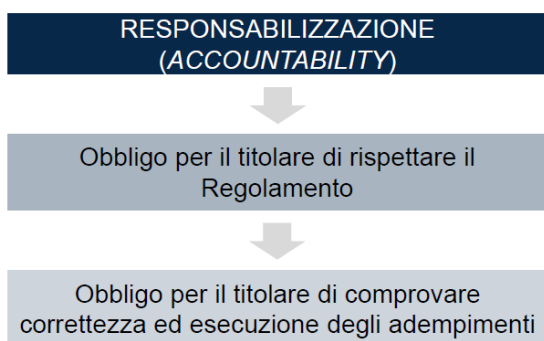 RESPONSABILIZZAZIONE
(ACCOUNTABILITY)
Obbligo per il titolare di rispettare il
Regolamento
Obbligo per il titolare di comprovare
correttezza ed esecuzione degli adempimenti